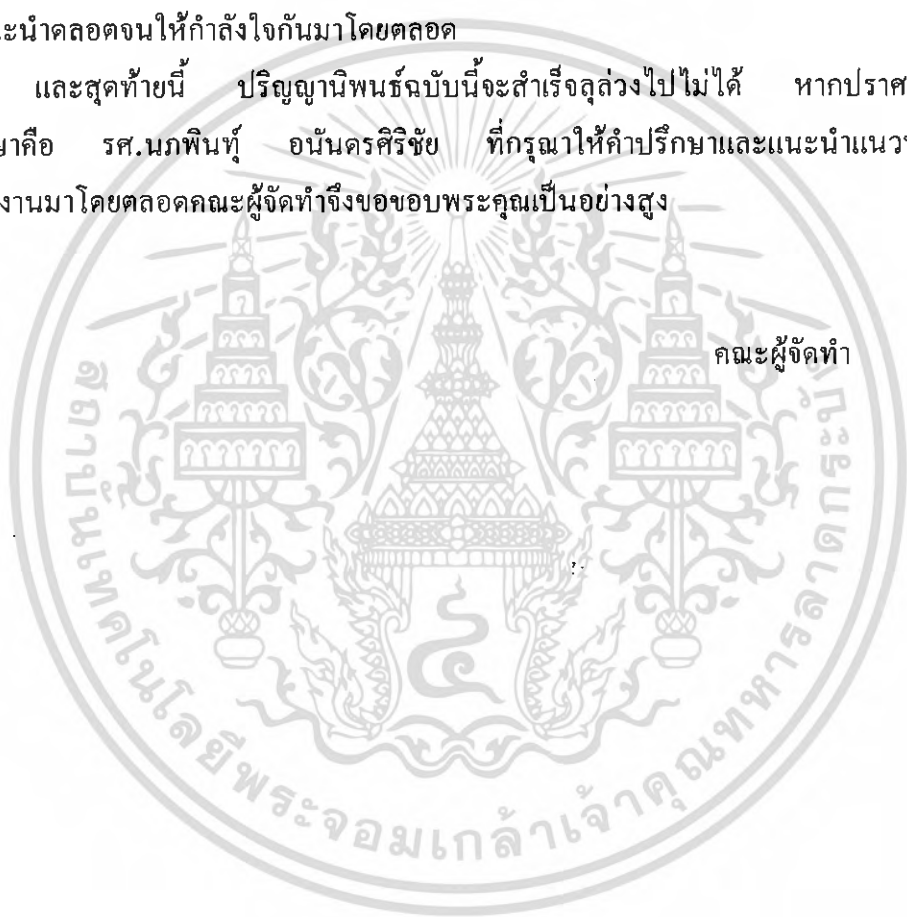 ะนำตลอดจนให้กำลังใจกันมาโดยตลอด
และสุดท้ายนี้ ปริญญานิพนธ์ฉบับนี้จะสำเร็จลุล่วงไปไม่ได้ หากปราศ
าคือ รศ.นภพินท์ อนันตรศิริชัย ที่กรุณาให้คำปรึกษาและแนะนำแนว
งานมาโดยตลอดคณะผู้จัดทำจึงขอขอบพระคุณเป็นอย่างสูง
คณะผู้จัดทำ
สถาบันเทคโนโลยีพระจอมเกล้าเจ้าคุณทหารลาดกระบัง